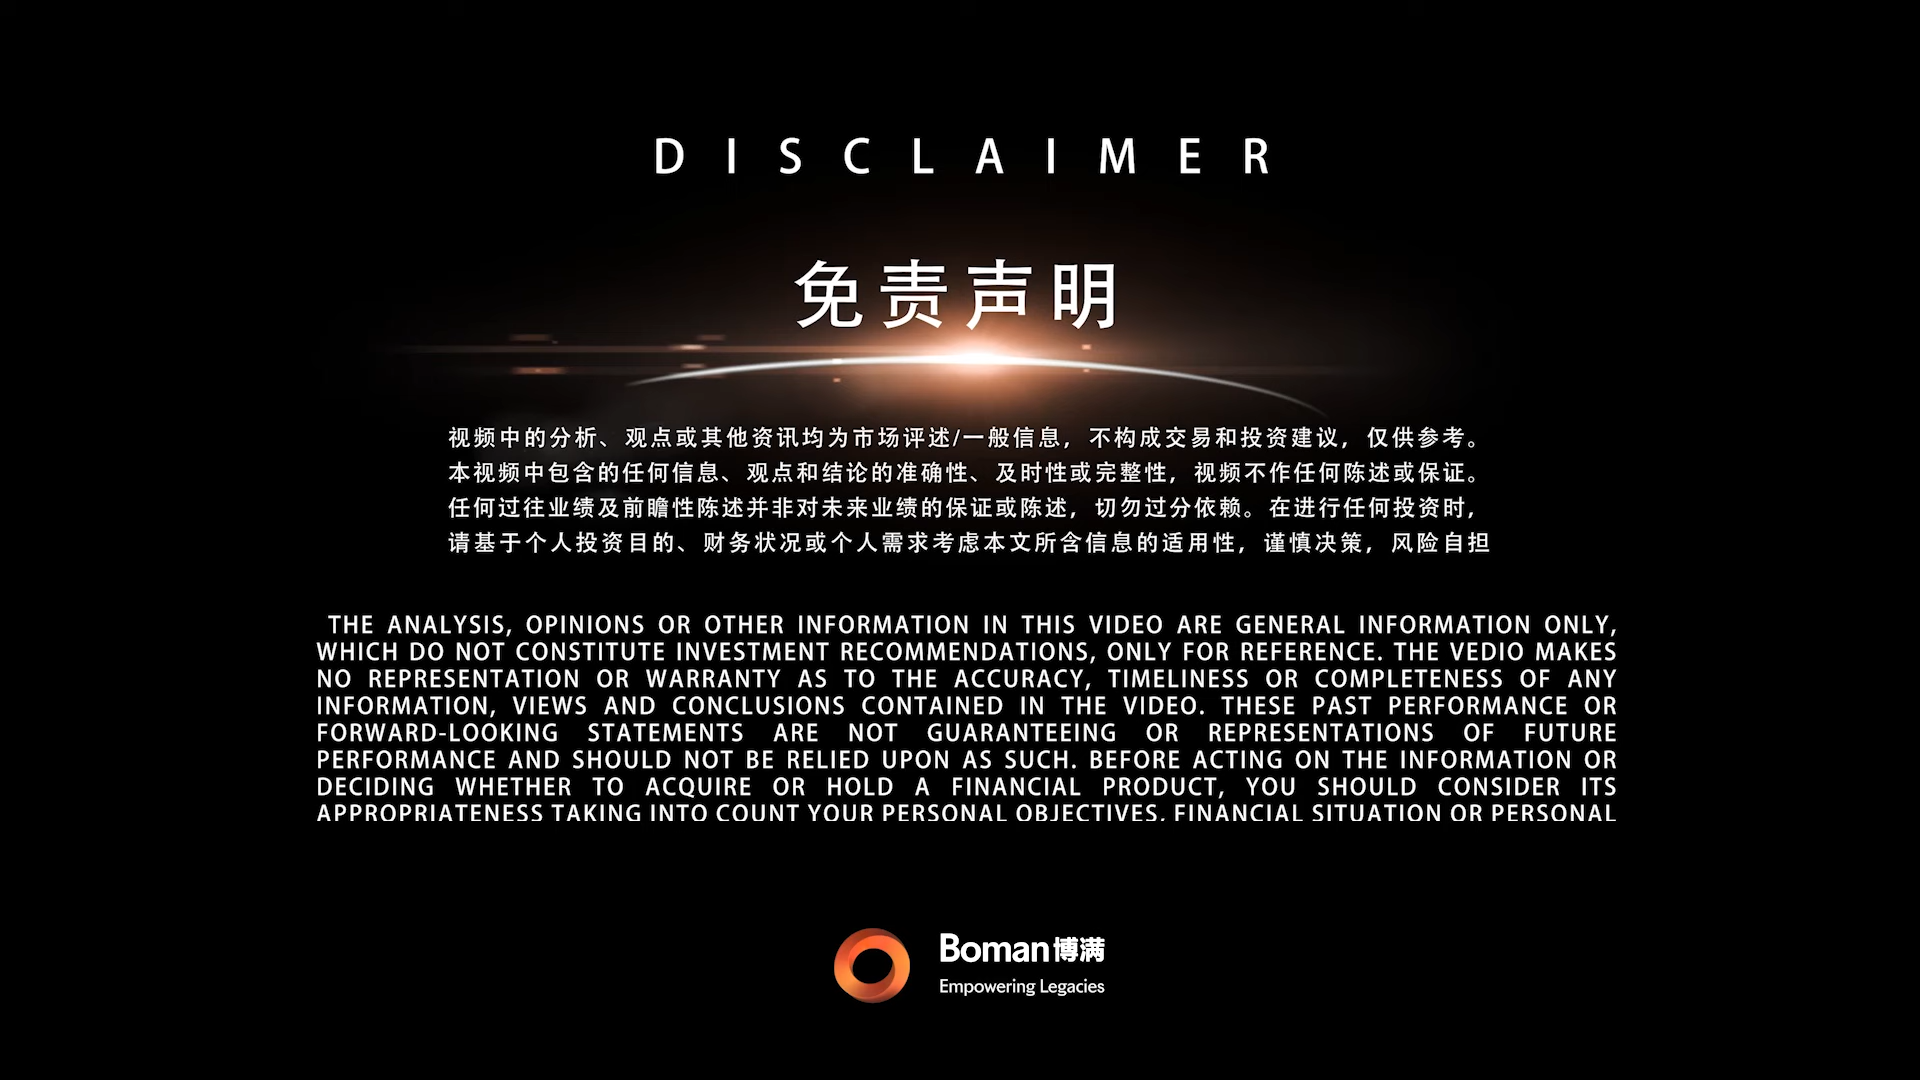 DISCLAIMER
免责声明
视频中的分析、观点或其他资讯均为市场评述/一般信息，不构成交易和投资建议，仅供参考。
本视频中包含的任何信息、观点和结论的准确性、及时性或完整性，视频不作任何陈述或保证。
任何过往业绩及前瞻性陈述并非对未来业绩的保证或陈述，切勿过分依赖。在进行任何投资时，
请基于个人投资目的、财务状况或个人需求考虑本文所含信息的适用性，谨慎决策，风险自担
THE ANALYSIS, OPINIONS OR OTHER INFORMATION IN THIS VIDEO ARE GENERAL INFORMATION ONLY,
WHICH DO NOT CONSTITUTE INVESTMENT RECOMMENDATIONS, ONLY FOR REFERENCE. THE VEDIO MAKES
NO REPRESENTATION OR WARRANTY AS TO THE ACCURACY, TIMELINESS OR COMPLETENESS OF ANY
INFORMATION, VIEWS AND CONCLUSIONS CONTAINED IN THE VIDEO. THESE PAST PERFORMANCE OR
FORWARD-LOOKING STATEMENTS ARE NOT GUARANTEEING OR REPRESENTATIONS OF FUTURE
PERFORMANCE AND SHOULD NOT BE RELIED UPON AS SUCH. BEFORE ACTING ON THE INFORMATION OR
DECIDING WHETHER TO ACQUIRE OR HOLD A FINANCIAL PRODUCT, YOU SHOULD CONSIDER ITS
APPROPRIATENESS TAKING INTO COUNT YOUR PERSONAL OBJECTIVES, FINANCIAL SITUATION OR PERSONAL
Boman博满
Empowering Legacies